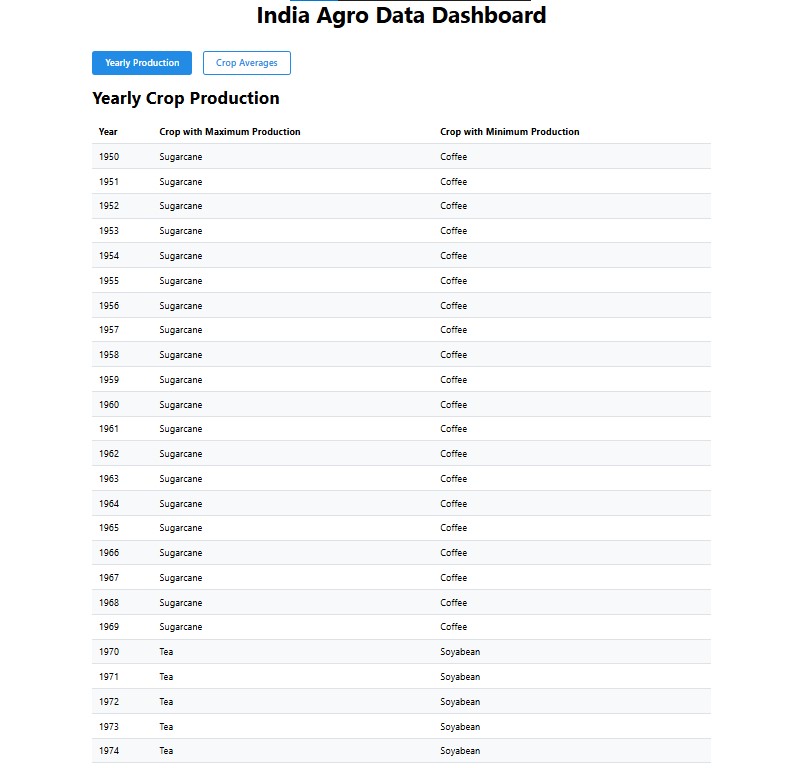 India Agro Data Dashboard
Yearly Production Crop Averages
Yearly Crop Production
Year Crop with Maximum Production Crop with Minimum Production
1950 Sugarcane Coffee
1951 Sugarcane Coffee
1952 Sugarcane Coffee
1953 Sugarcane Coffee
1954 Sugarcane Coffee
1955 Sugarcane Coffee
1956 Sugarcane Coffee
1957 Sugarcane Coffee
1958 Sugarcane Coffee
1959 Sugarcane Coffee
1960 Sugarcane Coffee
1961 Sugarcane Coffee
1962 Sugarcane Coffee
1963 Sugarcane Coffee
1964 Sugarcane Coffee
1965 Sugarcane Coffee
1966 Sugarcane Coffee
1967 Sugarcane Coffee
1968 Sugarcane Coffee
1969 Sugarcane Coffee
1970 Tea Soyabean
1971 Tea Soyabean
1972 Tea Soyabean
1973 Tea Soyabean
1974 Tea Soyabean